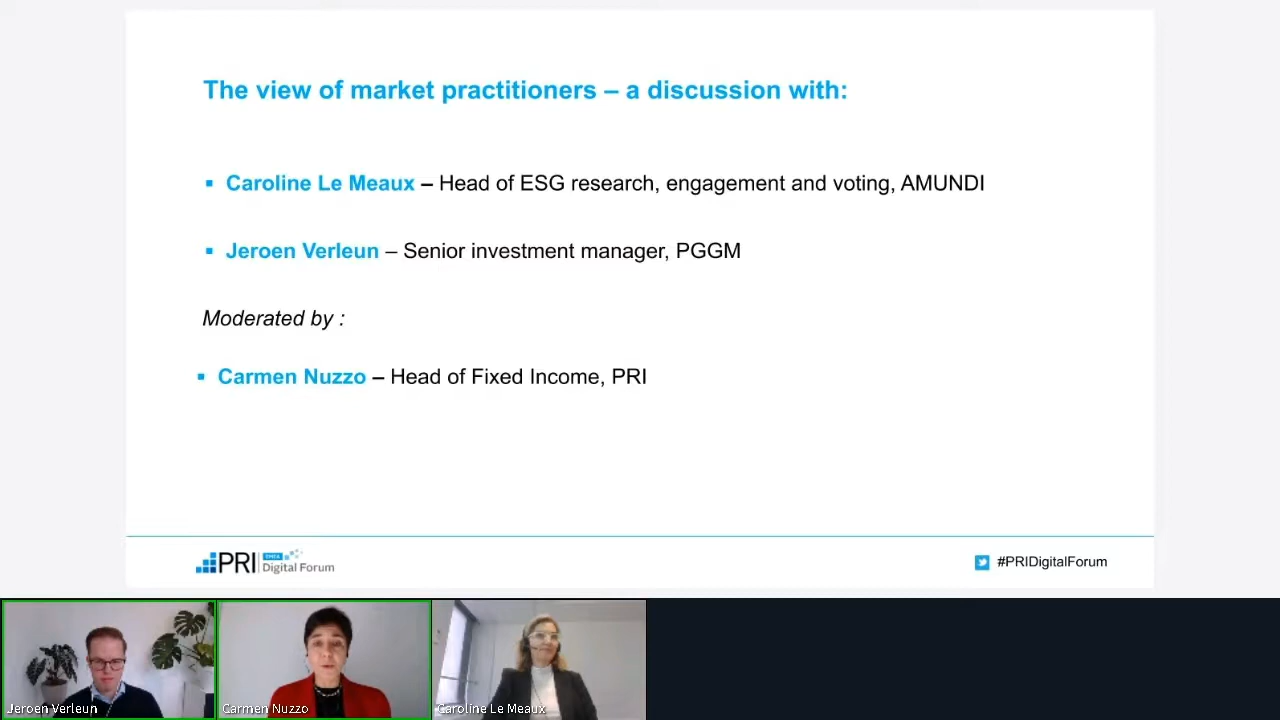 The view of market practitioners – a discussion with:
Caroline Le Meaux – Head of ESG research, engagement and voting, AMUNDI
Jeroen Verleun – Senior investment manager, PGGM
Moderated by :
Carmen Nuzzo – Head of Fixed Income, PRI
PRI EMEA
Digital Forum
#PRIDigitalForum
Jeroen Verleun
Carmen Nuzzo
Caroline Le Meaux